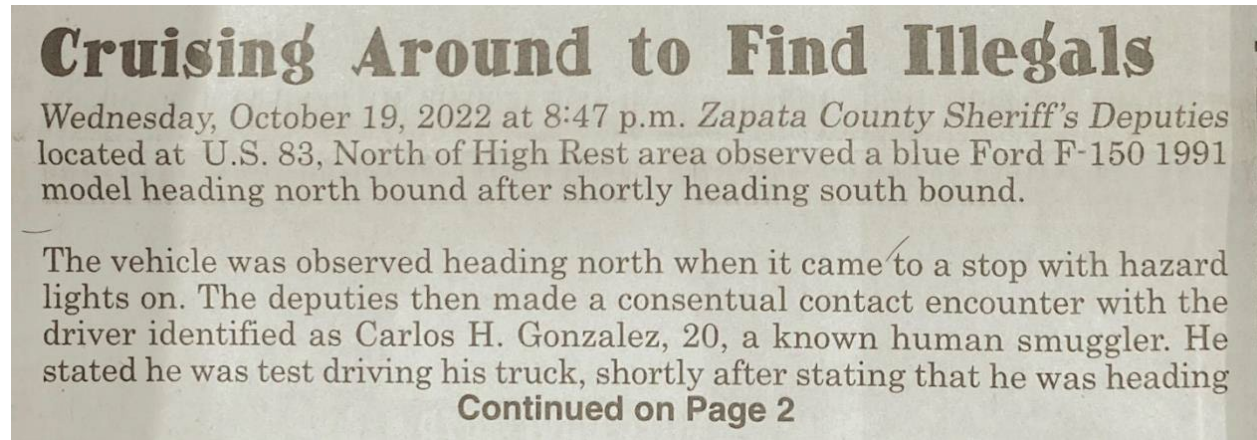 Cruising Around to Find Illegals
Wednesday, October 19, 2022 at 8:47 p.m. Zapata County Sheriff's Deputies
located at U.S. 83, North of High Rest area observed a blue Ford F-150 1991
model heading north bound after shortly heading south bound.
The vehicle was observed heading north when it came to a stop with hazard
lights on. The deputies then made a consentual contact encounter with the
driver identified as Carlos H. Gonzalez, 20, a known human smuggler. He
stated he was test driving his truck, shortly after stating that he was heading
Continued on Page 2